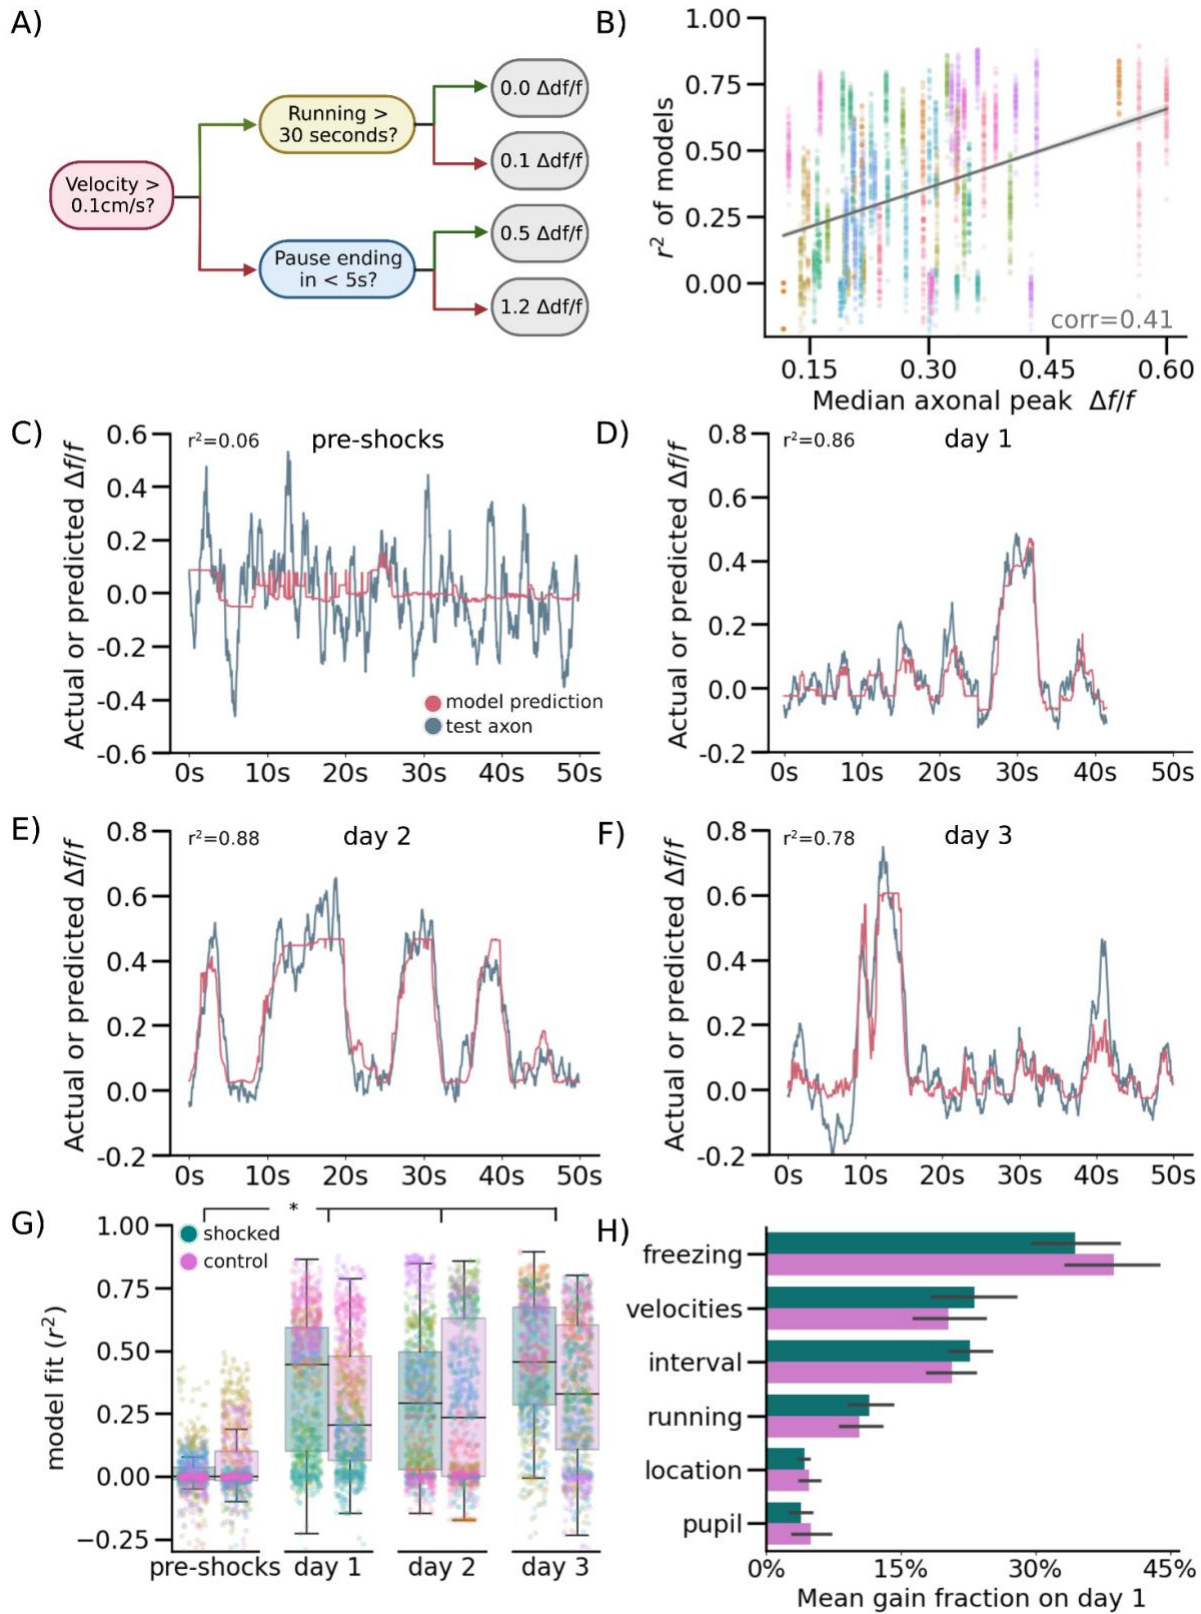 A)
Velocity >
0.1cm/s?
Running >
30 seconds?
Pause ending
in < 5s?
0.0 Δdf/f
0.1 Δdf/f
0.5 Δdf/f
1.2 Δdf/f
B)
1.00
0.75
0.50
0.25
0.00
r² of models
corr=0.41
0.15 0.30 0.45 0.60
Median axonal peak Δf/f
C)
r²=0.06
pre-shocks
0.6
0.4
0.2
0.0
-0.2
-0.4
-0.6
Actual or predicted Δf/f
model prediction
test axon
0s 10s 20s 30s 40s 50s
D)
r²=0.86
day 1
0.8
0.6
0.4
0.2
0.0
-0.2
Actual or predicted Δf/f
0s 10s 20s 30s 40s 50s
E)
r²=0.88
day 2
0.8
0.6
0.4
0.2
0.0
-0.2
Actual or predicted Δf/f
0s 10s 20s 30s 40s 50s
F)
r²=0.78
day 3
0.8
0.6
0.4
0.2
0.0
-0.2
Actual or predicted Δf/f
0s 10s 20s 30s 40s 50s
G)
*
shocked
control
1.00
0.75
0.50
0.25
0.00
−0.25
model fit (r²)
pre-shocks day 1 day 2 day 3
H)
freezing
velocities
interval
running
location
pupil
0% 15% 30% 45%
Mean gain fraction on day 1